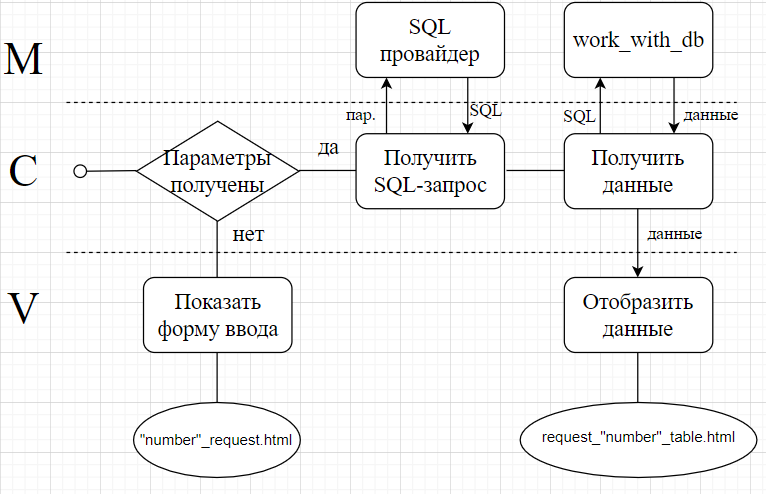 M
SQL
провайдер
work_with_db
пар.
SQL
SQL
данные
C
Параметры
получены
да
Получить
SQL-запрос
Получить
данные
нет
данные
V
Показать
форму ввода
Отобразить
данные
"number"_request.html
request_"number"_table.html